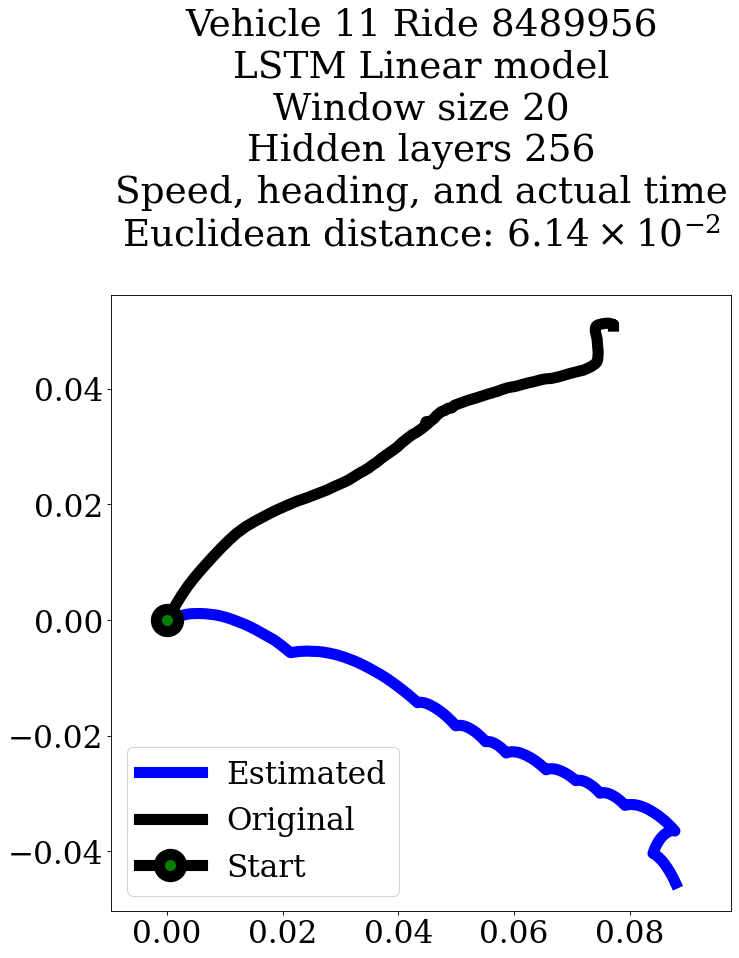 Vehicle 11 Ride 8489956
LSTM Linear model
Window size 20
Hidden layers 256
Speed, heading, and actual time
Euclidean distance: 6.14 × 10⁻²
0.04
0.02
0.00
−0.02
−0.04
Estimated
Original
Start
0.00 0.02 0.04 0.06 0.08